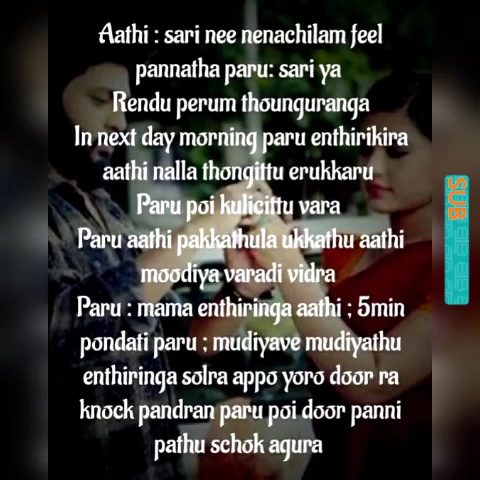 Aathi : sari nee nenachilam feel
pannatha paru: sari ya
Rendu perum thounguranga
In next day morning paru enthirikira
aathi nalla thongittu erukkaru
Paru poi kulicittu vara
Paru aathi pakkathula ukkathu aathi
moodiya varadi vidra
Paru : mama enthiringa aathi ; 5min
pondati paru ; mudiyave mudiyathu
enthiringa solra appo yoro door ra
knock pandran paru poi door panni
pathu schok agura
SUB